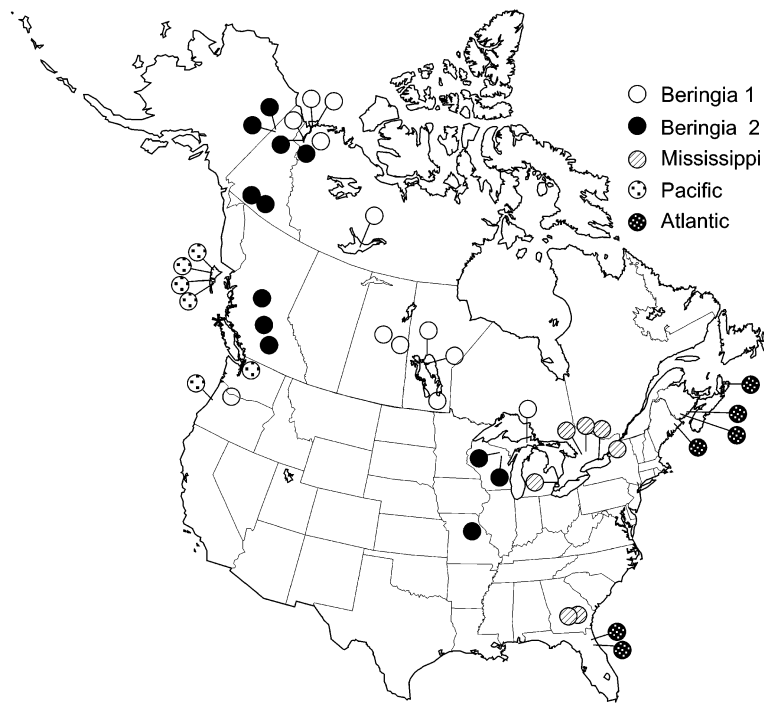 Beringia 1
Beringia 2
Mississippi
Pacific
Atlantic